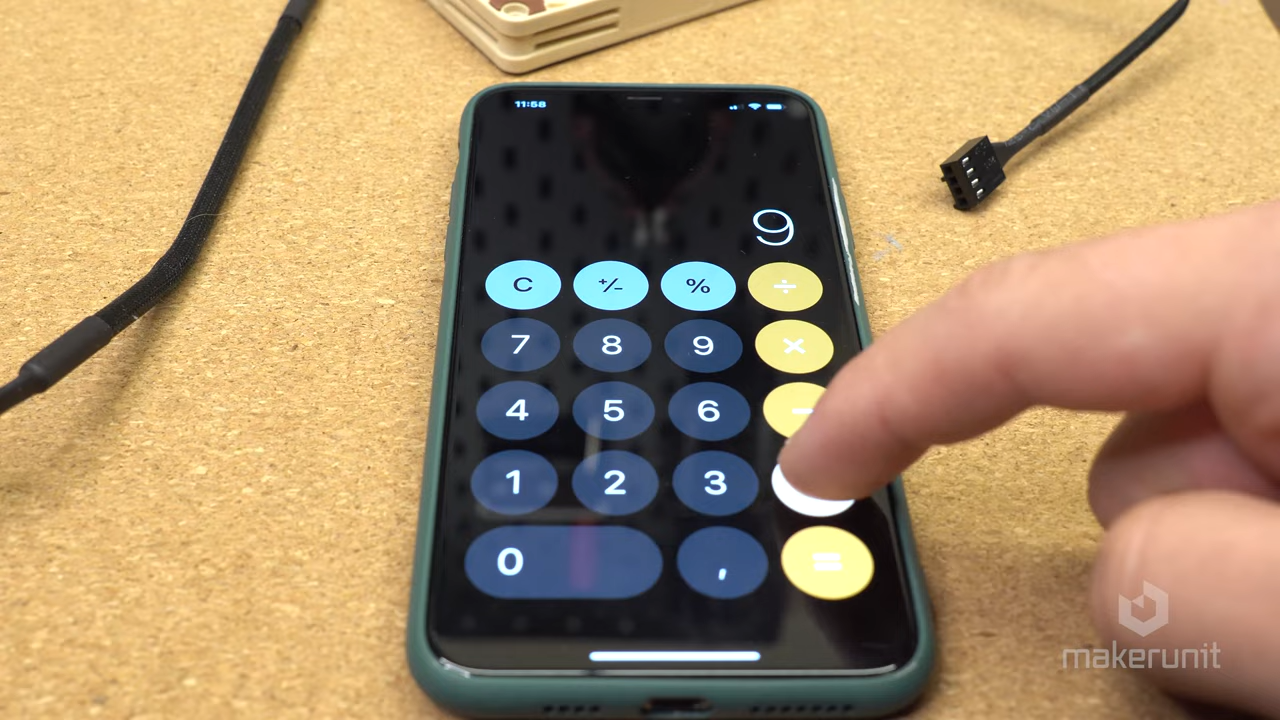 11:58
9
C +/- % ÷
7 8 9 ×
4 5 6 −
1 2 3
0 , =
makerunit